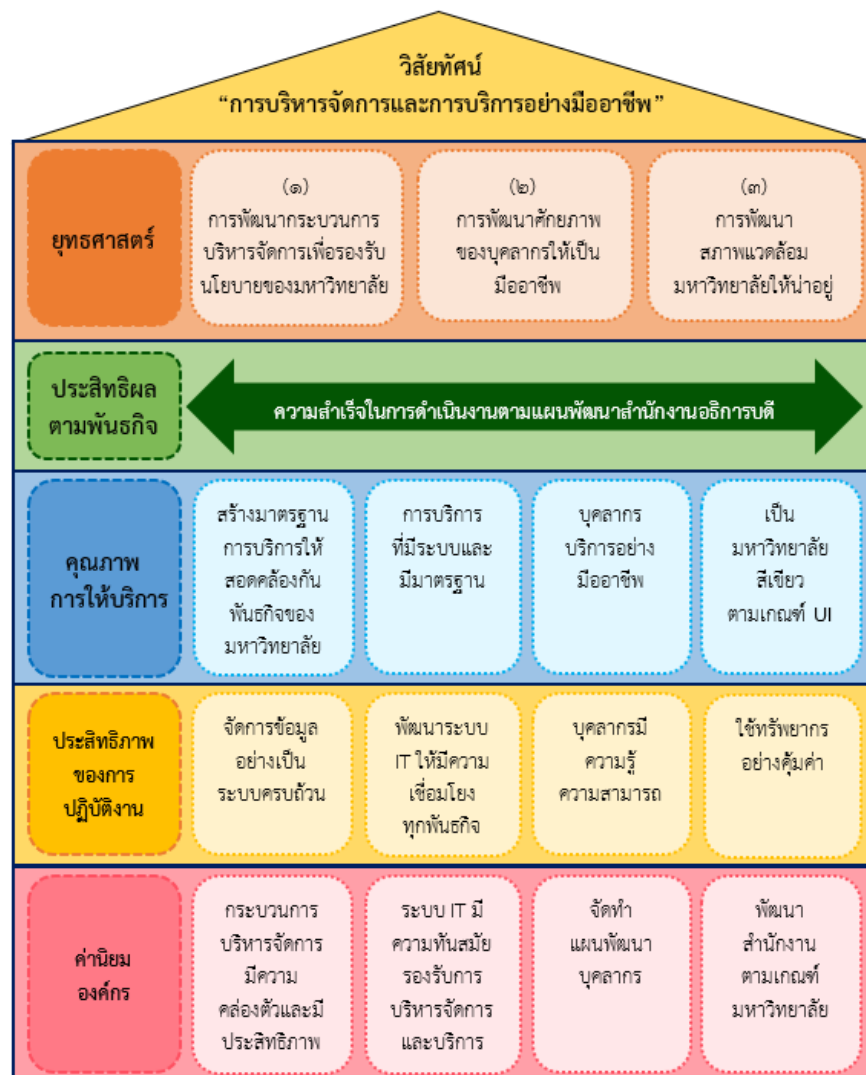 วิสัยทัศน์
“การบริหารจัดการและการบริการอย่างมืออาชีพ”
ยุทธศาสตร์
(๑)
การพัฒนากระบวนการ
บริหารจัดการเพื่อรองรับ
นโยบายของมหาวิทยาลัย
(๒)
การพัฒนาศักยภาพ
ของบุคลากรให้เป็น
มืออาชีพ
(๓)
การพัฒนา
สภาพแวดล้อม
มหาวิทยาลัยให้น่าอยู่
ประสิทธิผล
ตามพันธกิจ
ความสำเร็จในการดำเนินงานตามแผนพัฒนาสำนักงานอธิการบดี
คุณภาพ
การให้บริการ
สร้างมาตรฐาน
การบริการให้
สอดคล้องกัน
พันธกิจของ
มหาวิทยาลัย
การบริการ
ที่มีระบบและ
มีมาตรฐาน
บุคลากร
บริการอย่าง
มืออาชีพ
เป็น
มหาวิทยาลัย
สีเขียว
ตามเกณฑ์ UI
ประสิทธิภาพ
ของการ
ปฏิบัติงาน
จัดการข้อมูล
อย่างเป็น
ระบบครบถ้วน
พัฒนาระบบ
IT ให้มีความ
เชื่อมโยง
ทุกพันธกิจ
บุคลากรมี
ความรู้
ความสามารถ
ใช้ทรัพยากร
อย่างคุ้มค่า
ค่านิยม
องค์กร
กระบวนการ
บริหารจัดการ
มีความ
คล่องตัวและมี
ประสิทธิภาพ
ระบบ IT มี
ความทันสมัย
รองรับการ
บริหารจัดการ
และบริการ
จัดทำ
แผนพัฒนา
บุคลากร
พัฒนา
สำนักงาน
ตามเกณฑ์
มหาวิทยาลัย